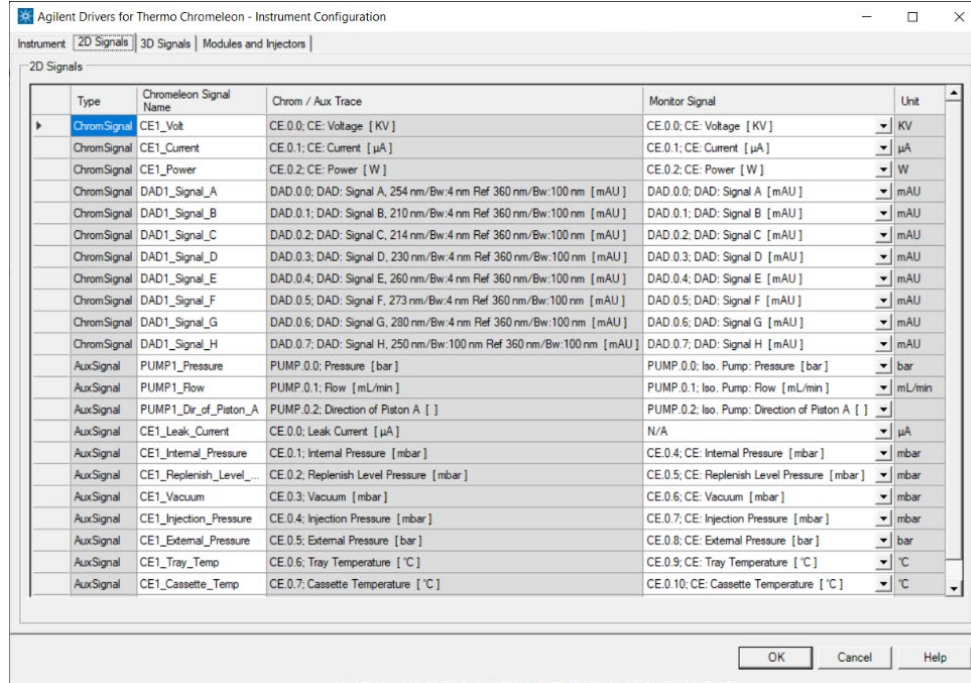 Agilent Drivers for Thermo Chromeleon - Instrument Configuration
Instrument 2D Signals 3D Signals Modules and Injectors
2D Signals
Type Chromeleon Signal Name Chrom / Aux Trace Monitor Signal Unit
ChromSignal CE1_Volt CE.0.0; CE: Voltage [ KV ] CE.0.0; CE: Voltage [ KV ] KV
ChromSignal CE1_Current CE.0.1; CE: Current [ µA ] CE.0.1; CE: Current [ µA ] µA
ChromSignal CE1_Power CE.0.2; CE: Power [ W ] CE.0.2; CE: Power [ W ] W
ChromSignal DAD1_Signal_A DAD.0.0; DAD: Signal A, 254 nm/Bw:4 nm Ref 360 nm/Bw:100 nm [ mAU ] DAD.0.0; DAD: Signal A [ mAU ] mAU
ChromSignal DAD1_Signal_B DAD.0.1; DAD: Signal B, 210 nm/Bw:4 nm Ref 360 nm/Bw:100 nm [ mAU ] DAD.0.1; DAD: Signal B [ mAU ] mAU
ChromSignal DAD1_Signal_C DAD.0.2; DAD: Signal C, 214 nm/Bw:4 nm Ref 360 nm/Bw:100 nm [ mAU ] DAD.0.2; DAD: Signal C [ mAU ] mAU
ChromSignal DAD1_Signal_D DAD.0.3; DAD: Signal D, 230 nm/Bw:4 nm Ref 360 nm/Bw:100 nm [ mAU ] DAD.0.3; DAD: Signal D [ mAU ] mAU
ChromSignal DAD1_Signal_E DAD.0.4; DAD: Signal E, 260 nm/Bw:4 nm Ref 360 nm/Bw:100 nm [ mAU ] DAD.0.4; DAD: Signal E [ mAU ] mAU
ChromSignal DAD1_Signal_F DAD.0.5; DAD: Signal F, 273 nm/Bw:4 nm Ref 360 nm/Bw:100 nm [ mAU ] DAD.0.5; DAD: Signal F [ mAU ] mAU
ChromSignal DAD1_Signal_G DAD.0.6; DAD: Signal G, 280 nm/Bw:4 nm Ref 360 nm/Bw:100 nm [ mAU ] DAD.0.6; DAD: Signal G [ mAU ] mAU
ChromSignal DAD1_Signal_H DAD.0.7; DAD: Signal H, 250 nm/Bw:100 nm Ref 360 nm/Bw:100 nm [ mAU ] DAD.0.7; DAD: Signal H [ mAU ] mAU
AuxSignal PUMP1_Pressure PUMP.0.0; Pressure [ bar ] PUMP.0.0; Iso. Pump: Pressure [ bar ] bar
AuxSignal PUMP1_Flow PUMP.0.1; Flow [ mL/min ] PUMP.0.1; Iso. Pump: Flow [ mL/min ] mL/min
AuxSignal PUMP1_Dir_of_Piston_A PUMP.0.2; Direction of Piston A [ ] PUMP.0.2; Iso. Pump: Direction of Piston A [ ]
AuxSignal CE1_Leak_Current CE.0.0; Leak Current [ µA ] N/A µA
AuxSignal CE1_Internal_Pressure CE.0.1; Internal Pressure [ mbar ] CE.0.4; CE: Internal Pressure [ mbar ] mbar
AuxSignal CE1_Replenish_Level_... CE.0.2; Replenish Level Pressure [ mbar ] CE.0.5; CE: Replenish Level Pressure [ mbar ] mbar
AuxSignal CE1_Vacuum CE.0.3; Vacuum [ mbar ] CE.0.6; CE: Vacuum [ mbar ] mbar
AuxSignal CE1_Injection_Pressure CE.0.4; Injection Pressure [ mbar ] CE.0.7; CE: Injection Pressure [ mbar ] mbar
AuxSignal CE1_External_Pressure CE.0.5; External Pressure [ bar ] CE.0.8; CE: External Pressure [ bar ] bar
AuxSignal CE1_Tray_Temp CE.0.6; Tray Temperature [ °C ] CE.0.9; CE: Tray Temperature [ °C ] °C
AuxSignal CE1_Cassette_Temp CE.0.7; Cassette Temperature [ °C ] CE.0.10; CE: Cassette Temperature [ °C ] °C
OK Cancel Help